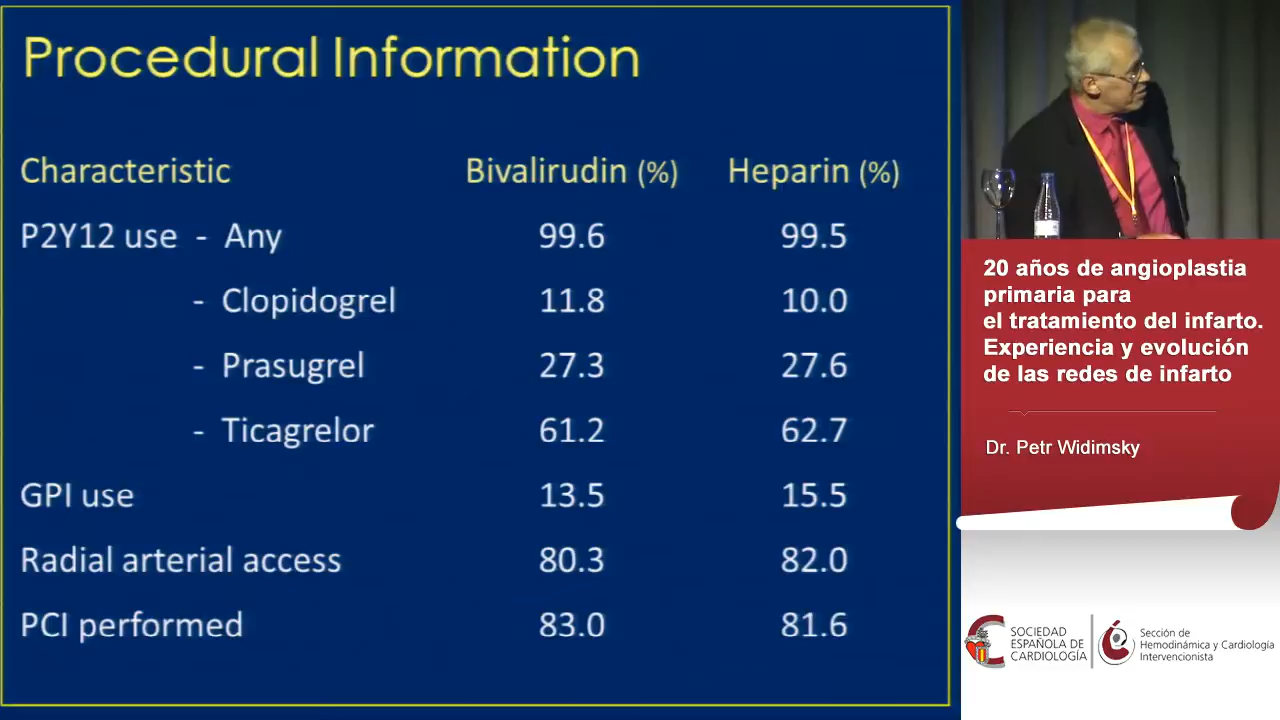 Procedural Information
Characteristic Bivalirudin (%) Heparin (%)
P2Y12 use - Any 99.6 99.5
- Clopidogrel 11.8 10.0
- Prasugrel 27.3 27.6
- Ticagrelor 61.2 62.7
GPI use 13.5 15.5
Radial arterial access 80.3 82.0
PCI performed 83.0 81.6
20 años de angioplastia
primaria para
el tratamiento del infarto.
Experiencia y evolución
de las redes de infarto
Dr. Petr Widimsky
SOCIEDAD
ESPAÑOLA DE
CARDIOLOGÍA
Sección de
Hemodinámica y Cardiología
Intervencionista